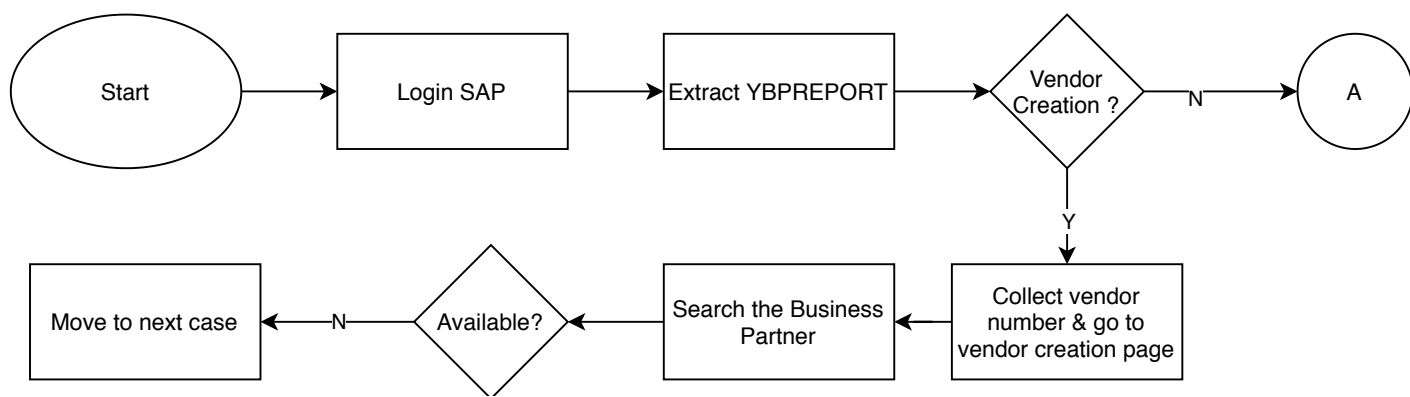 Start
Login SAP
Extract YBPREPORT
Vendor
Creation ?
N
A
Y
Move to next case
N
Available?
Search the Business
Partner
Collect vendor
number & go to
vendor creation page